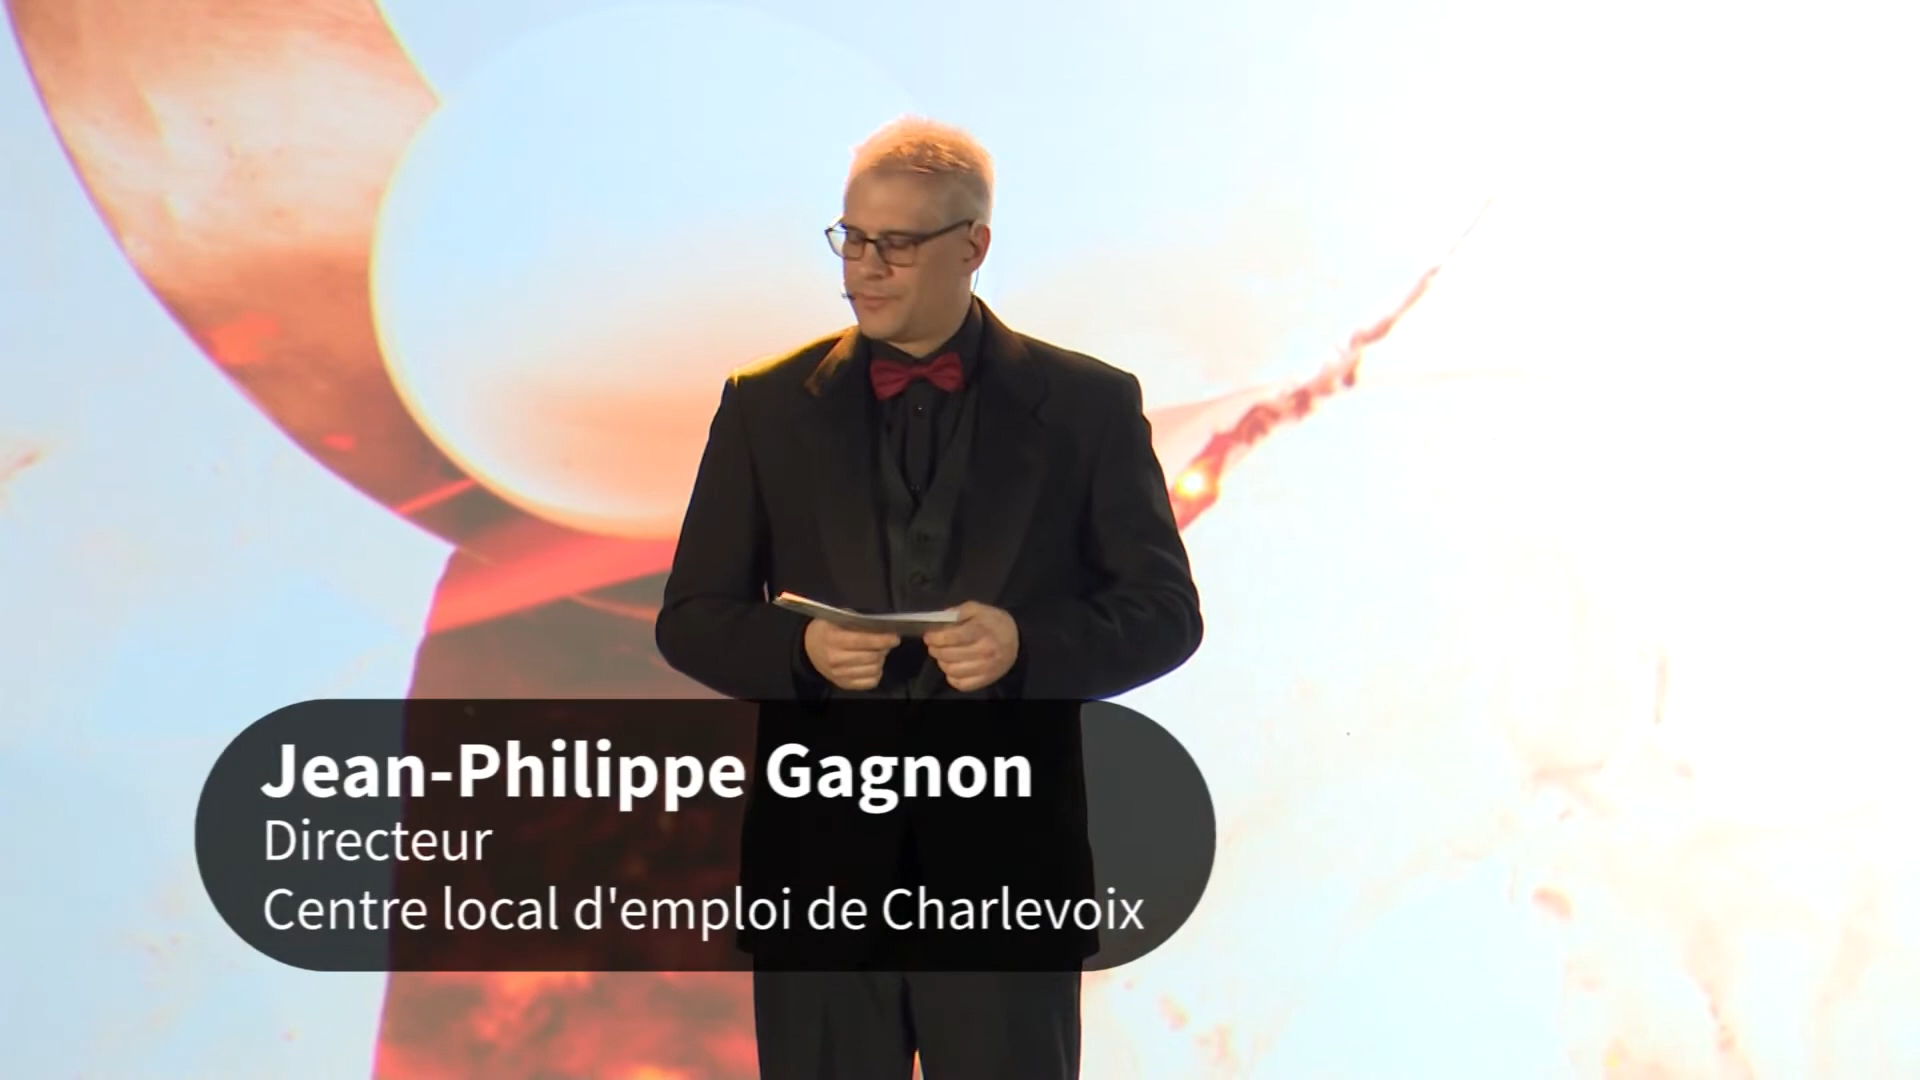 Jean-Philippe Gagnon
Directeur
Centre local d'emploi de Charlevoix